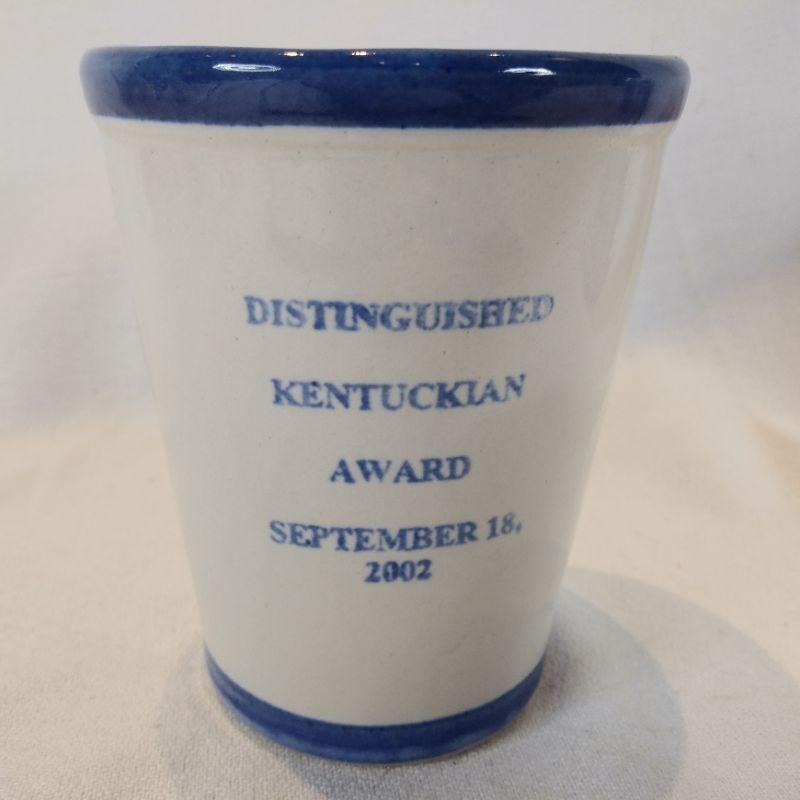 DISTINGUISHED
KENTUCKIAN
AWARD
SEPTEMBER 18,
2002